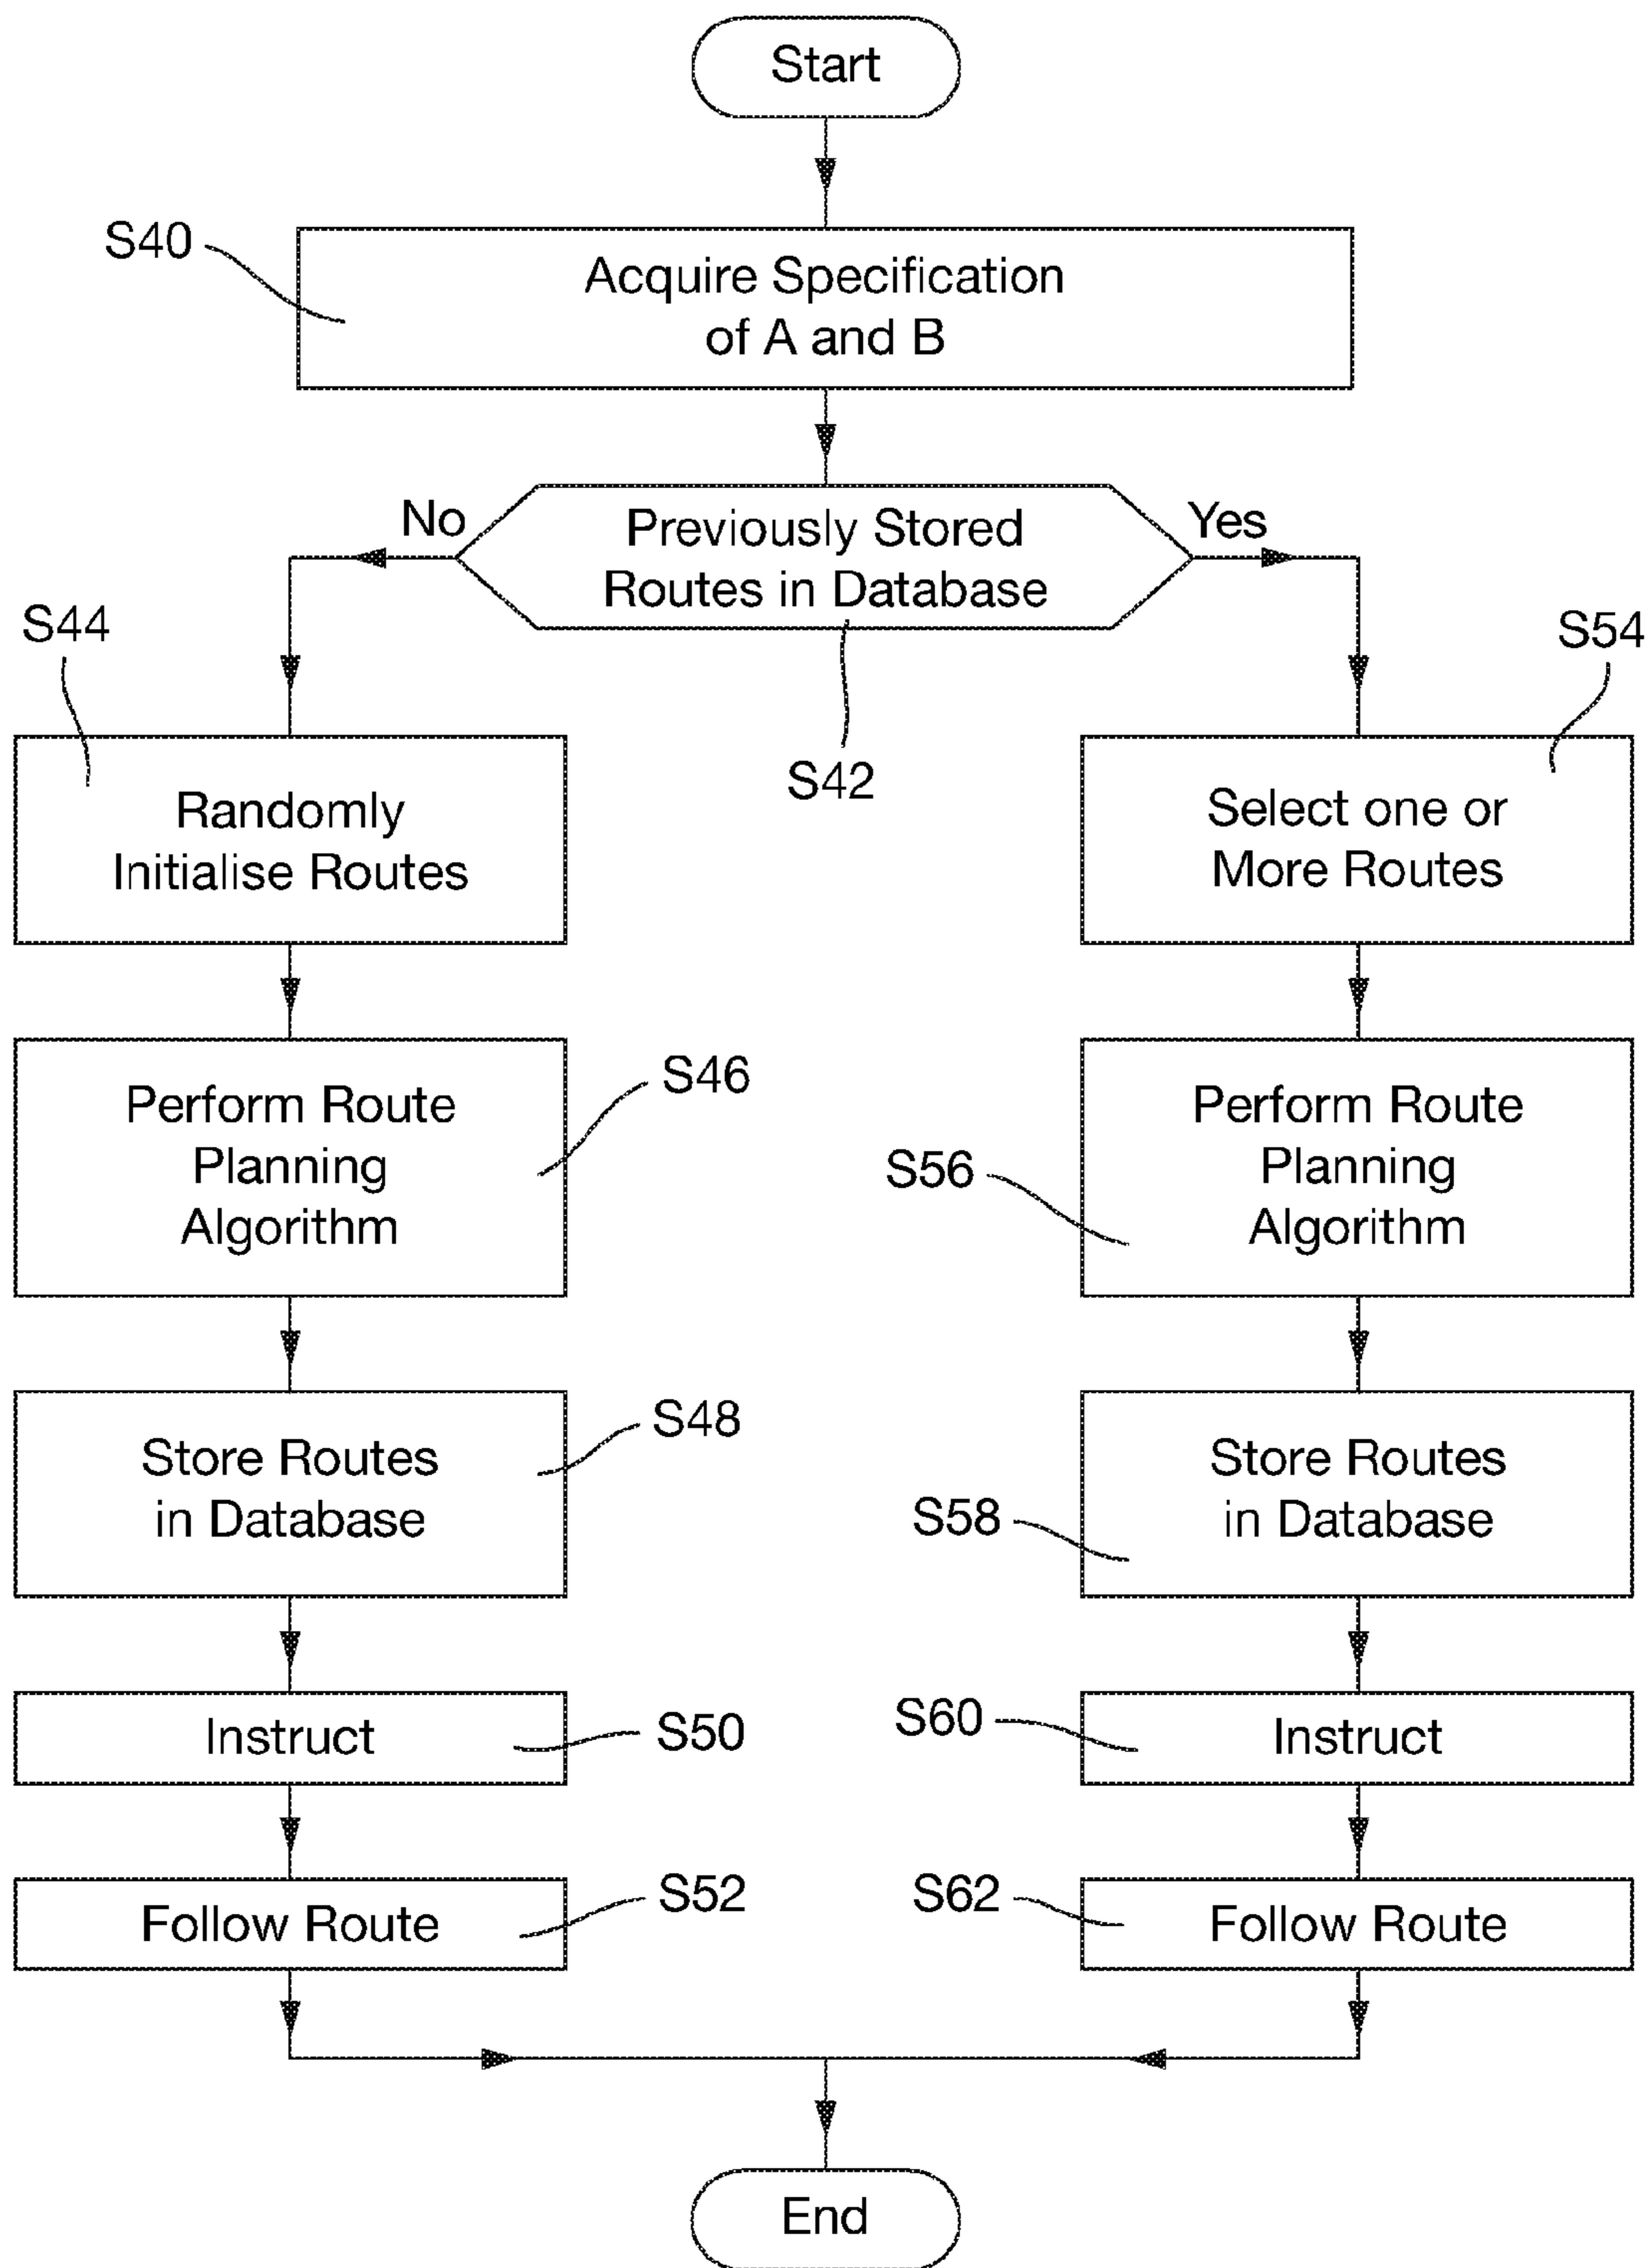 Start
S40
Acquire Specification
of A and B
No
Previously Stored
Routes in Database
Yes
S42
S44
Randomly
Initialise Routes
S54
Select one or
More Routes
Perform Route
Planning
Algorithm
S46
S56
Perform Route
Planning
Algorithm
Store Routes
in Database
S48
S58
Store Routes
in Database
Instruct
S50
S60
Instruct
Follow Route
S52
S62
Follow Route
End